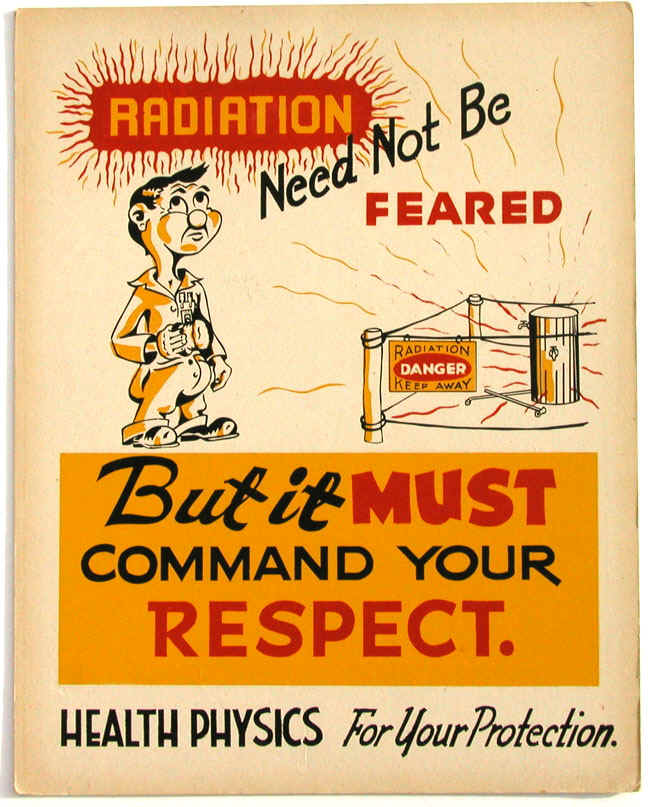 RADIATION
Need Not Be
FEARED
RADIATION
DANGER
KEEP AWAY
But it MUST
COMMAND YOUR
RESPECT.
HEALTH PHYSICS For Your Protection.